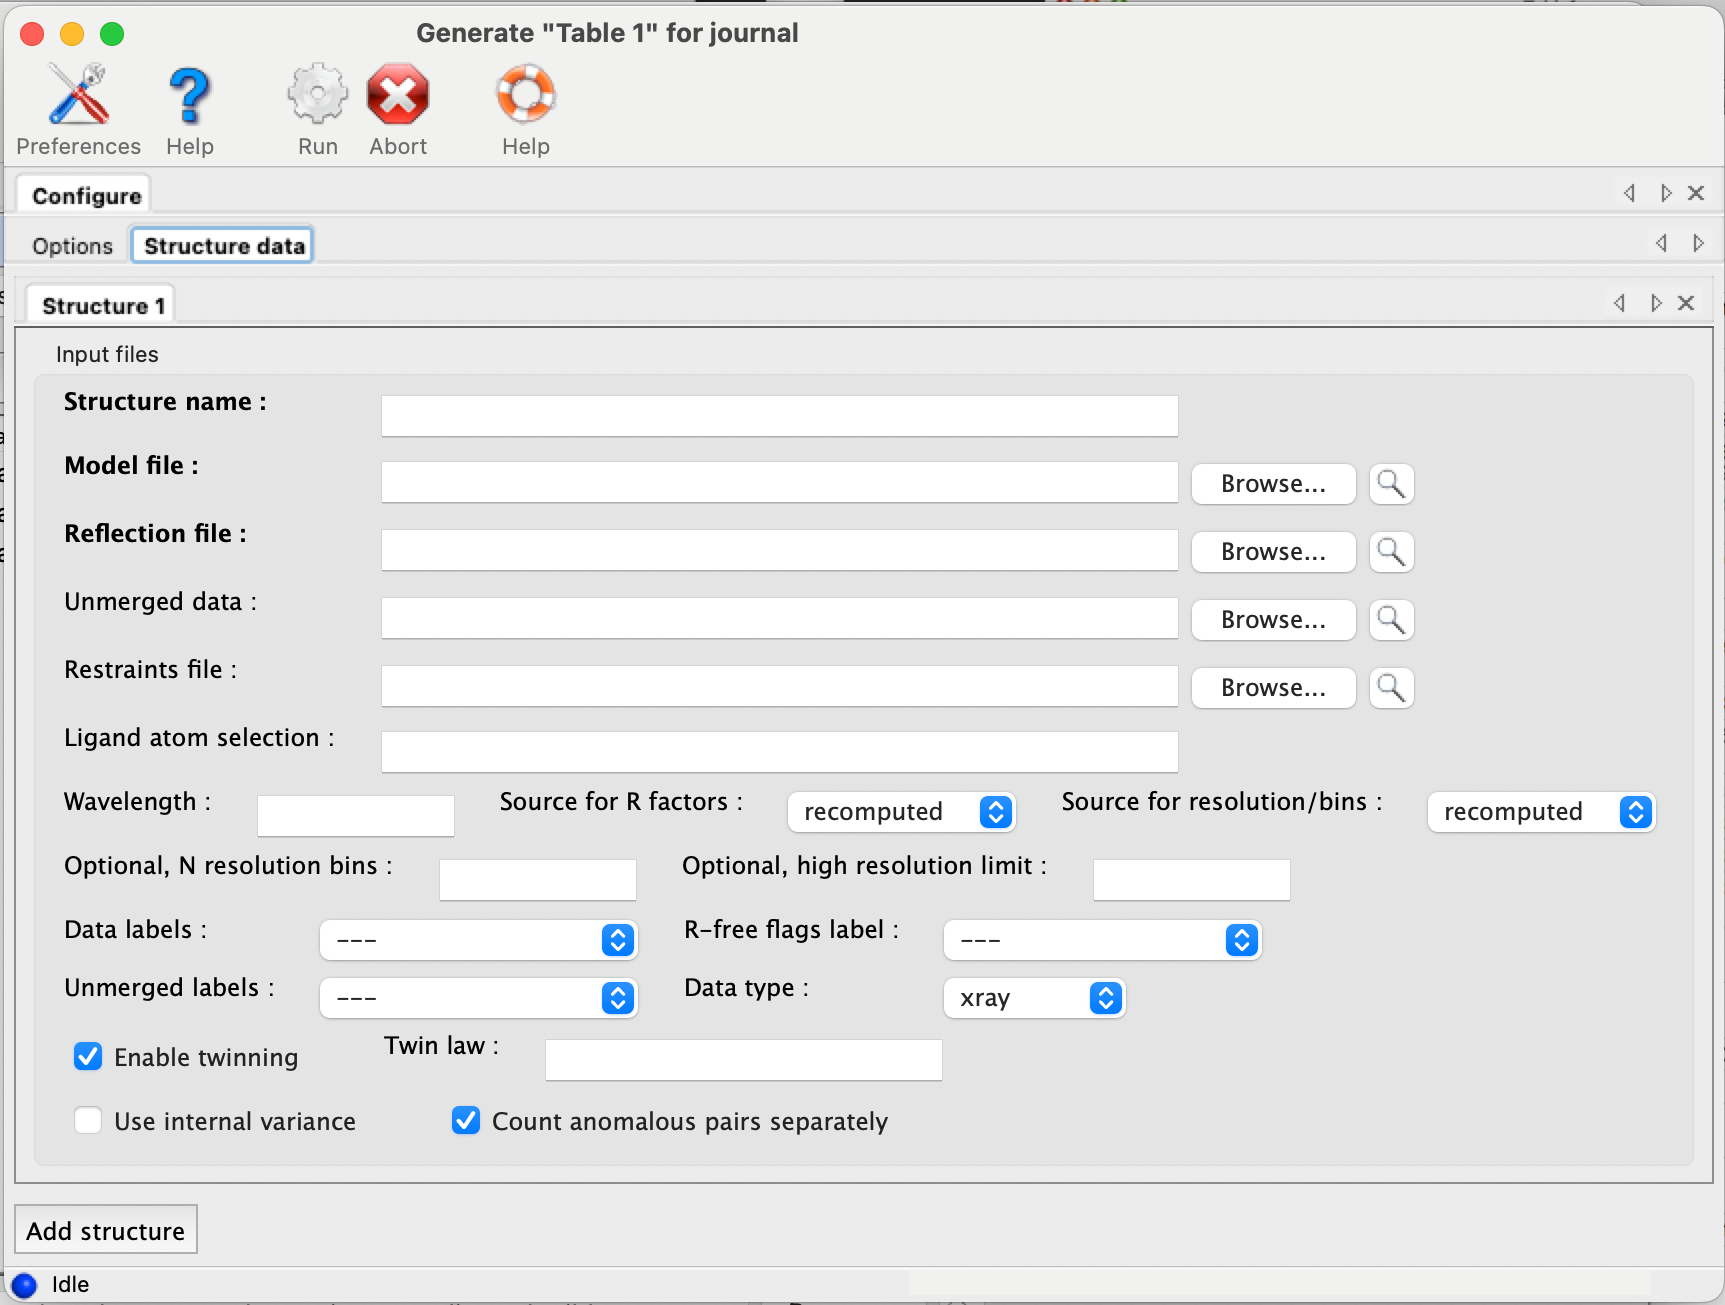 Generate "Table 1" for journal
Preferences Help Run Abort Help
Configure
Options Structure data
Structure 1
Input files
Structure name :
Model file : Browse...
Reflection file : Browse...
Unmerged data : Browse...
Restraints file : Browse...
Ligand atom selection :
Wavelength : Source for R factors : recomputed Source for resolution/bins : recomputed
Optional, N resolution bins : Optional, high resolution limit :
Data labels : --- R-free flags label : ---
Unmerged labels : --- Data type : xray
Enable twinning Twin law :
Use internal variance Count anomalous pairs separately
Add structure
Idle